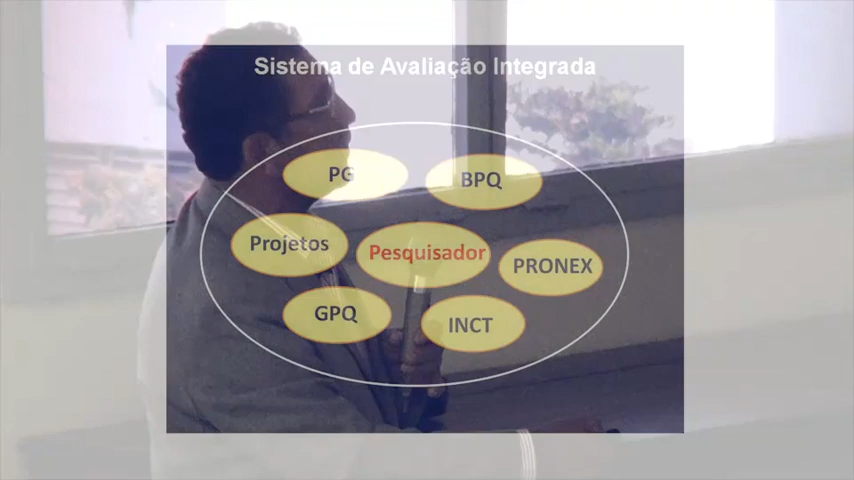 Sistema de Avaliação Integrada
PG
BPQ
Projetos
Pesquisador
PRONEX
GPQ
INCT